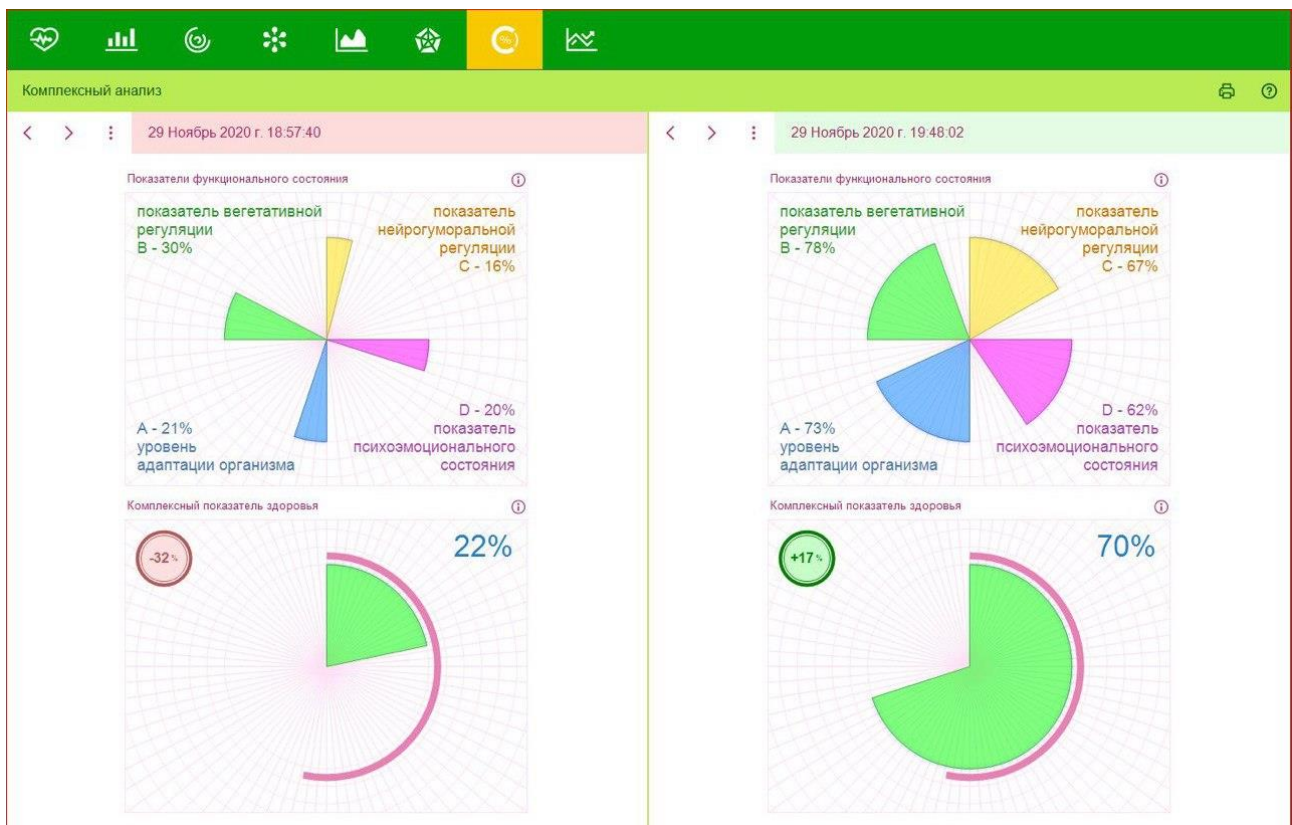 Комплексный анализ
29 Ноябрь 2020 г. 18:57:40
Показатели функционального состояния
показатель вегетативной
регуляции
В - 30%
показатель
нейрогуморальной
регуляции
С - 16%
А - 21%
уровень
адаптации организма
D - 20%
показатель
психоэмоционального
состояния
Комплексный показатель здоровья
-32%
22%
29 Ноябрь 2020 г. 19:48:02
Показатели функционального состояния
показатель вегетативной
регуляции
В - 78%
показатель
нейрогуморальной
регуляции
С - 67%
А - 73%
уровень
адаптации организма
D - 62%
показатель
психоэмоционального
состояния
Комплексный показатель здоровья
+17%
70%